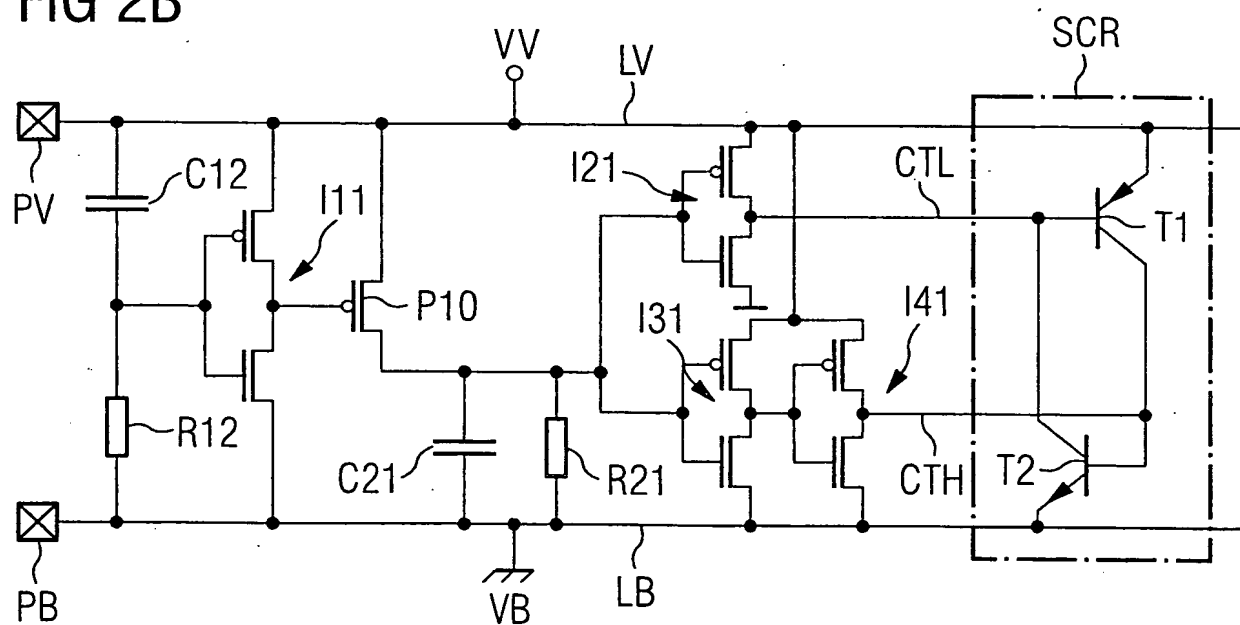 FIG 2B
SCR
VV
LV
PV
C12
I11
I21
CTL
T1
P10
I31
I41
R12
C21
R21
CTH
T2
PB
VB
LB